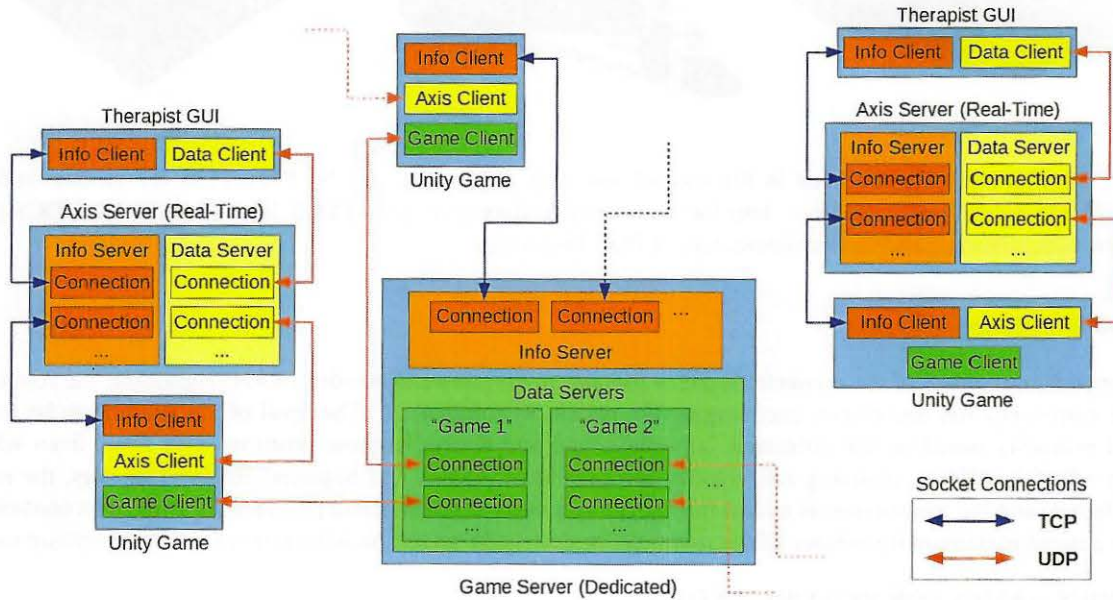 Therapist GUI
Info Client
Data Client
Axis Server (Real-Time)
Info Server
Data Server
Connection
Connection
Connection
Connection
...
...
Info Client
Axis Client
Game Client
Unity Game
Info Client
Axis Client
Game Client
Unity Game
Connection
Connection
...
Info Server
Data Servers
"Game 1"
"Game 2"
Connection
Connection
Connection
Connection
...
...
...
Game Server (Dedicated)
Therapist GUI
Info Client
Data Client
Axis Server (Real-Time)
Info Server
Data Server
Connection
Connection
Connection
Connection
...
...
Info Client
Axis Client
Game Client
Unity Game
Socket Connections
TCP
UDP